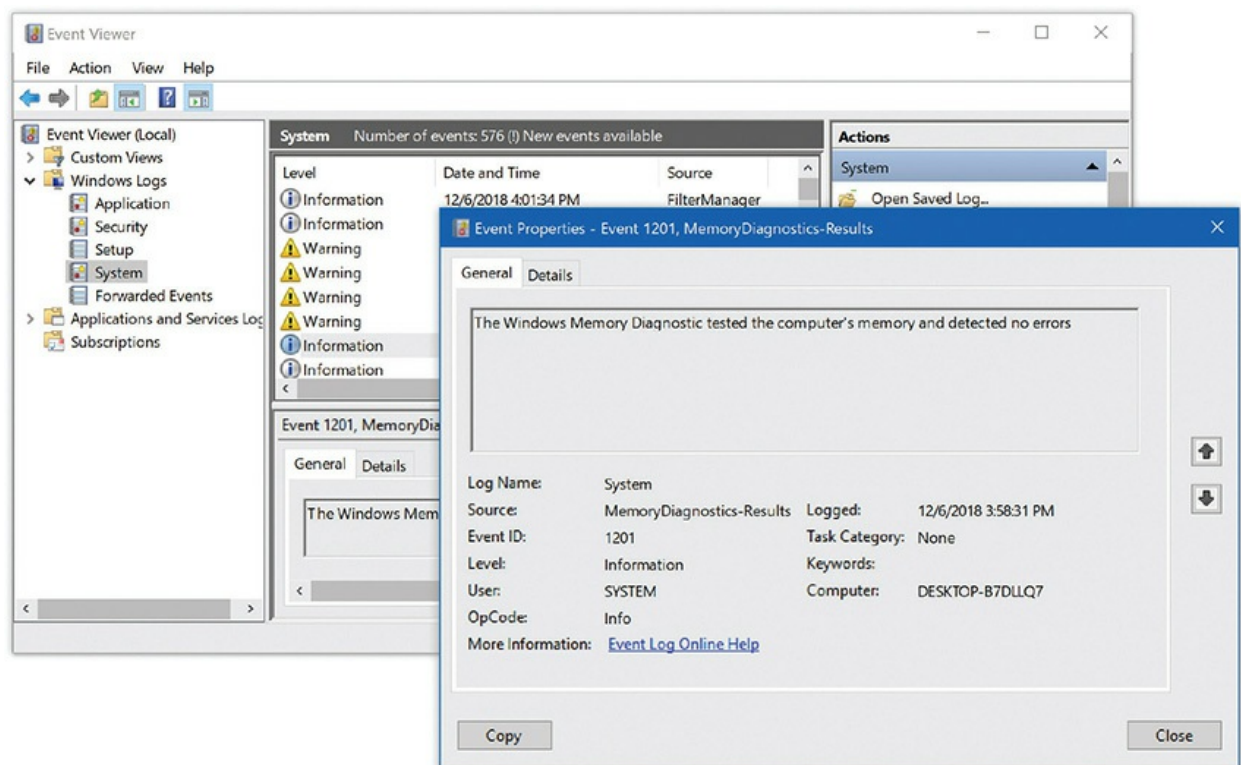 Event Viewer
File Action View Help
Event Viewer (Local)
Custom Views
Windows Logs
Application
Security
Setup
System
Forwarded Events
Applications and Services Log
Subscriptions
System Number of events: 576 (!) New events available
Level Date and Time Source
Information 12/6/2018 4:01:34 PM FilterManager
Information
Warning
Warning
Warning
Warning
Information
Information
Event 1201, MemoryDia
General Details
The Windows Mem
Actions
System
Open Saved Log...
Event Properties - Event 1201, MemoryDiagnostics-Results
General Details
The Windows Memory Diagnostic tested the computer's memory and detected no errors
Log Name: System
Source: MemoryDiagnostics-Results Logged: 12/6/2018 3:58:31 PM
Event ID: 1201 Task Category: None
Level: Information Keywords:
User: SYSTEM Computer: DESKTOP-B7DLLQ7
OpCode: Info
More Information: Event Log Online Help
Copy Close